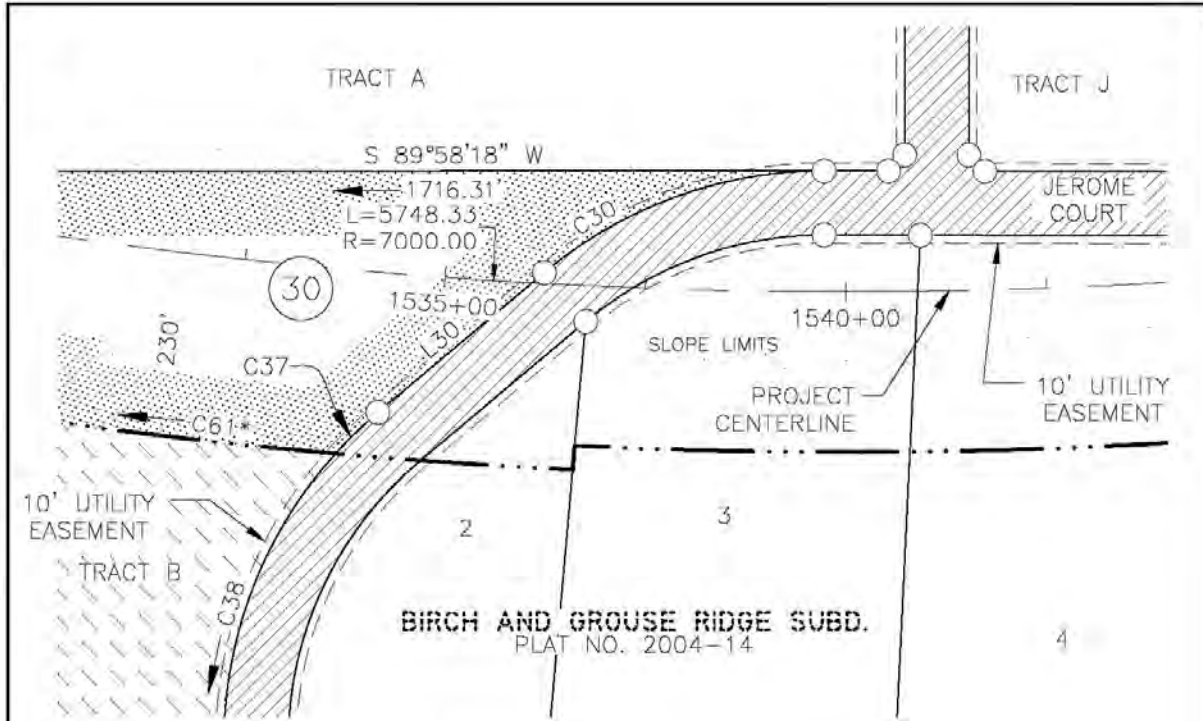 TRACT A
TRACT J
S 89°58'18" W
1716.31'
L=5748.33
R=7000.00
C30
JEROME
COURT
30
1535+00
1540+00
L30
SLOPE LIMITS
230'
C37
PROJECT
CENTERLINE
10' UTILITY
EASEMENT
C61*
10' UTILITY
EASEMENT
2
3
TRACT B
C38
BIRCH AND GROUSE RIDGE SUBD.
PLAT NO. 2004-14
4